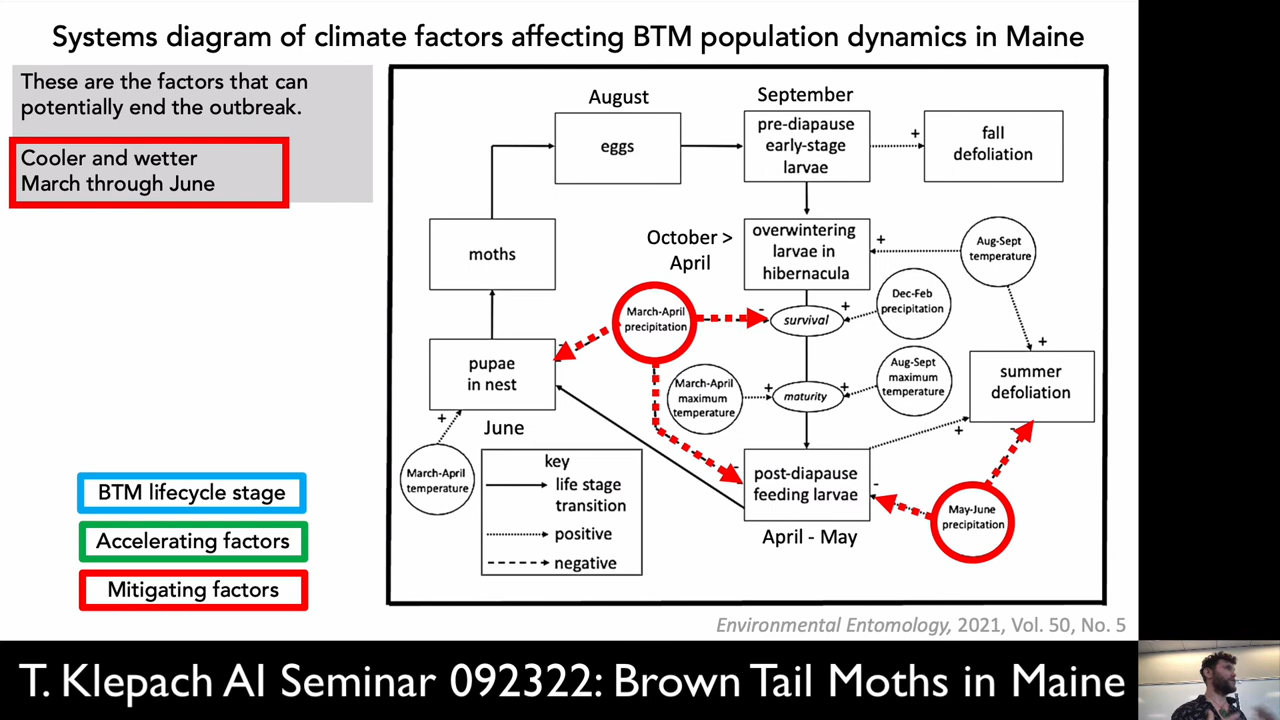 Systems diagram of climate factors affecting BTM population dynamics in Maine
These are the factors that can
potentially end the outbreak.
Cooler and wetter
March through June
BTM lifecycle stage
Accelerating factors
Mitigating factors
August
September
eggs
pre-diapause
early-stage
larvae
+
fall
defoliation
moths
October >
April
overwintering
larvae in
hibernacula
+
Aug-Sept
temperature
March-April
precipitation
-
survival
+
Dec-Feb
precipitation
-
pupae
in nest
March-April
maximum
temperature
+
maturity
+
Aug-Sept
maximum
temperature
+
summer
defoliation
+
June
+
-
March-April
temperature
key
life stage
transition
positive
negative
-
post-diapause
feeding larvae
-
April - May
May-June
precipitation
Environmental Entomology, 2021, Vol. 50, No. 5
T. Klepach AI Seminar 092322: Brown Tail Moths in Maine